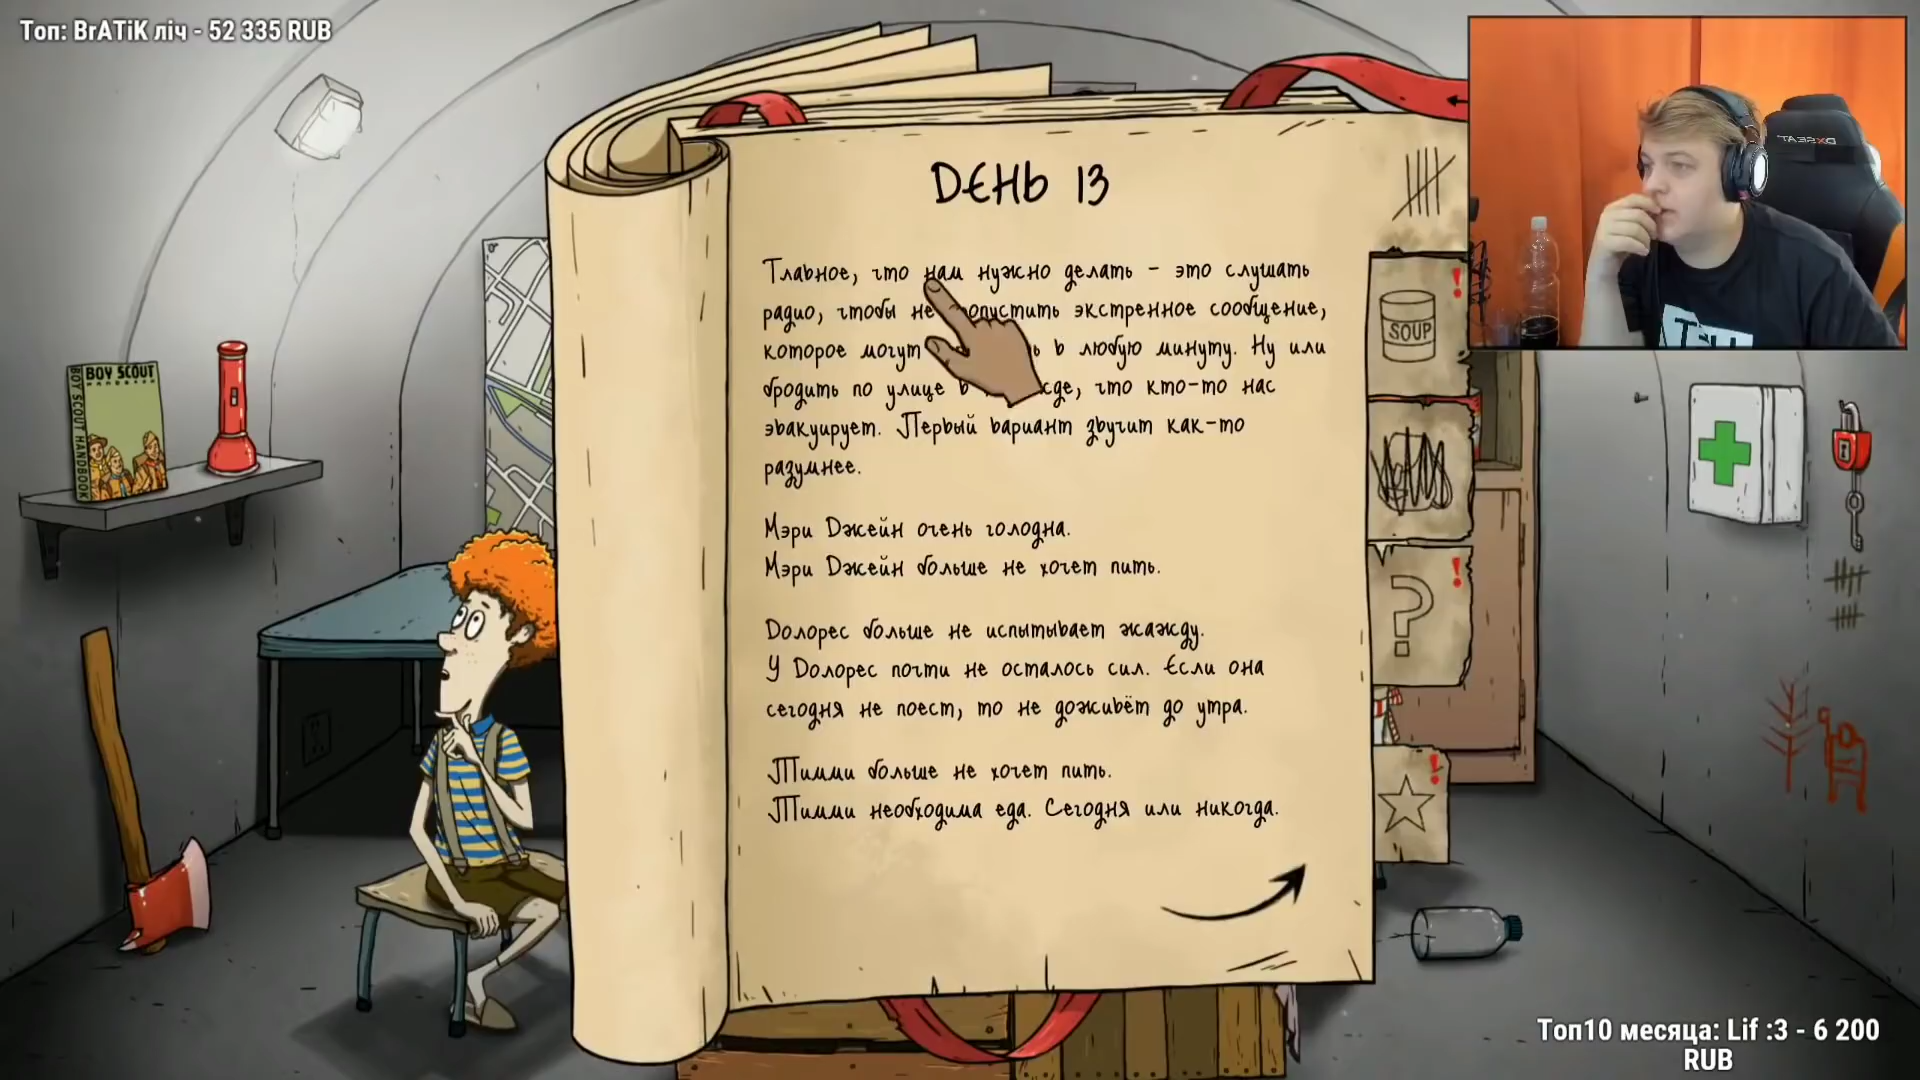 Топ: BrATiK ліч - 52 335 RUB
ДЕНЬ 13
Главное, что нам нужно делать - это слушать
радио, чтобы не опустить экстренное сообщение,
которое могут ь в любую минуту. Ну или
бродить по улице в жде, что кто-то нас
эвакуирует. Первый вариант звучит как-то
разумнее.
Мэри Джейн очень голодна.
Мэри Джейн больше не хочет пить.
Долорес больше не испытывает жажду.
У Долорес почти не осталось сил. Если она
сегодня не поест, то не доживёт до утра.
Тимми больше не хочет пить.
Тимми необходима еда. Сегодня или никогда.
!
SOUP
!
?
!
BOY SCOUT
BOY SCOUT HANDBOOK
DXSEAT
Топ10 месяца: Lif :3 - 6 200
RUB